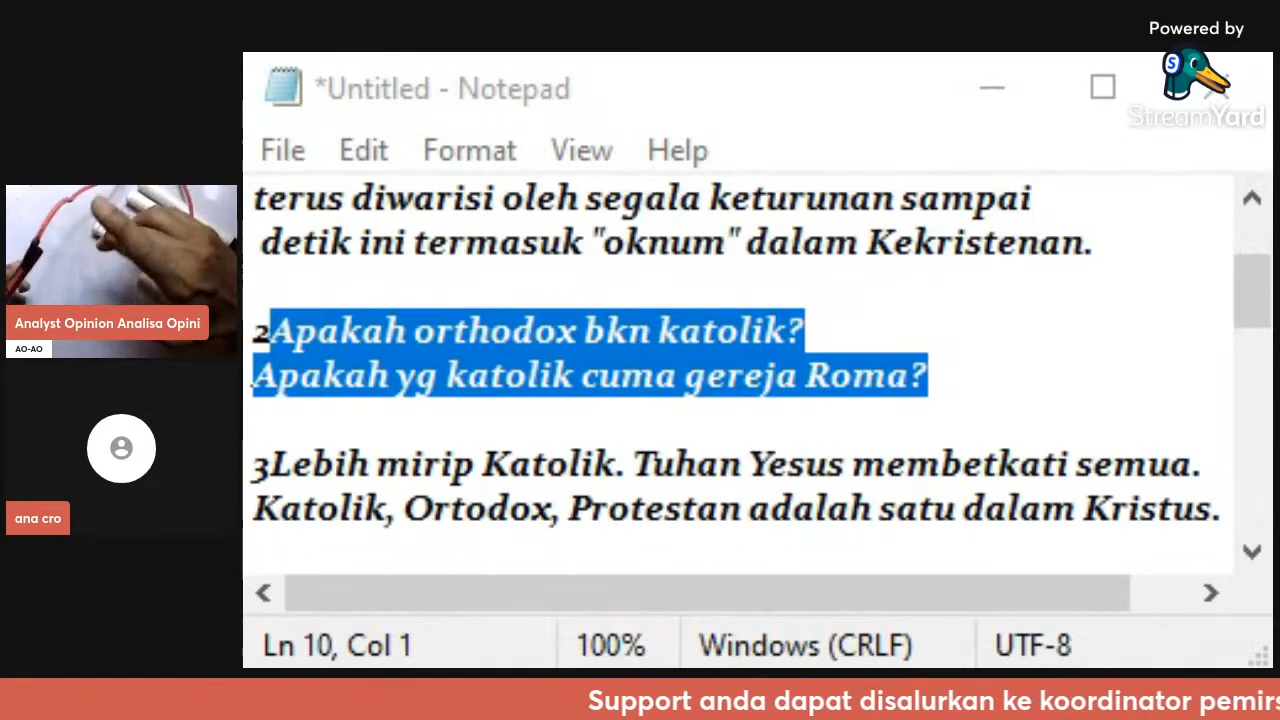 Powered by
StreamYard
*Untitled - Notepad
File Edit Format View Help
terus diwarisi oleh segala keturunan sampai
detik ini termasuk "oknum" dalam Kekristenan.
2Apakah orthodox bkn katolik?
Apakah yg katolik cuma gereja Roma?
3Lebih mirip Katolik. Tuhan Yesus membetkati semua.
Katolik, Ortodox, Protestan adalah satu dalam Kristus.
Ln 10, Col 1 100% Windows (CRLF) UTF-8
Analyst Opinion Analisa Opini
AO-AO
ana cro
Support anda dapat disalurkan ke koordinator pemirs